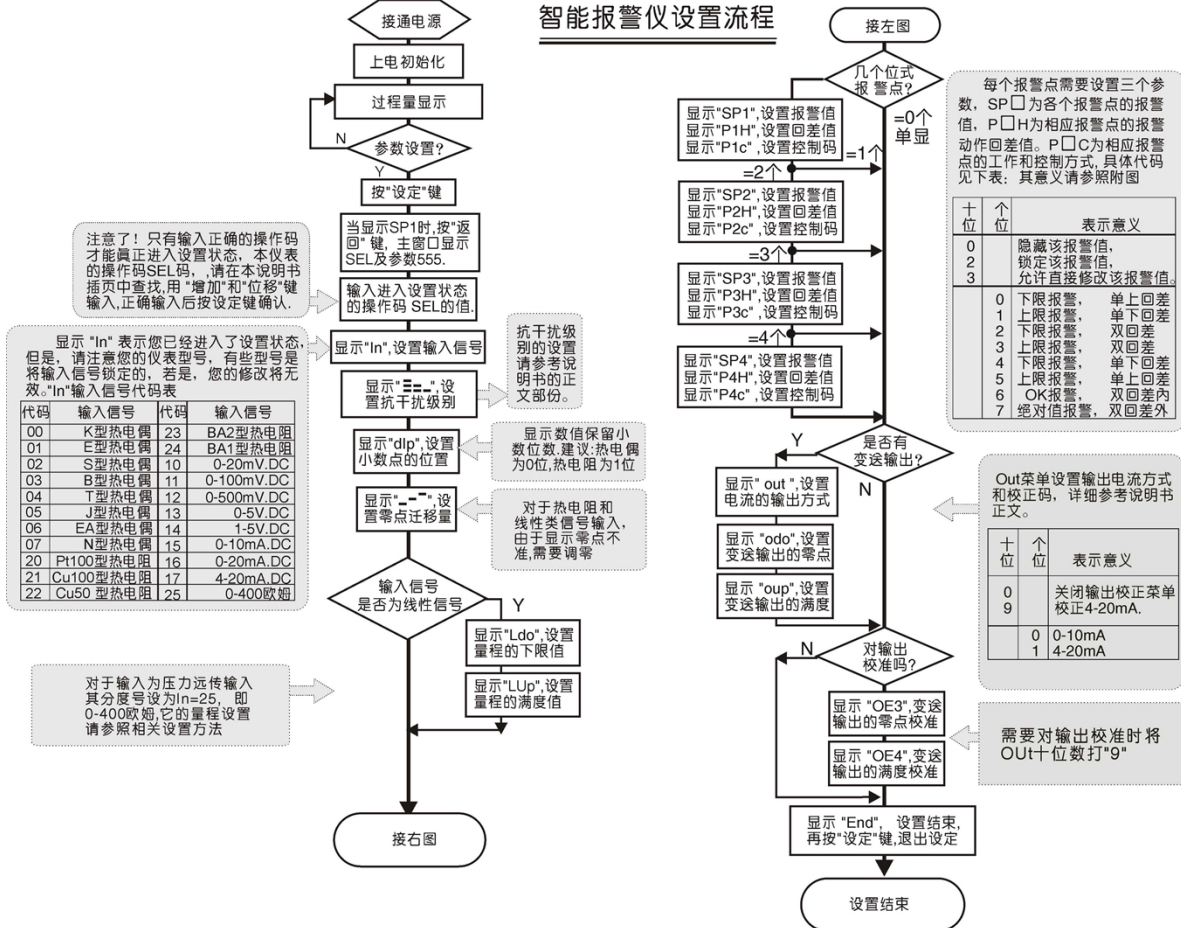 智能报警仪设置流程
接通电源
上电初始化
过程量显示
N
参数设置?
Y
按"设定"键
当显示SP1时,按"返
回" 键, 主窗口显示
SEL及参数555.
输入进入设置状态
的操作码 SEL的值.
注意了! 只有输入正确的操作码
才能真正进入设置状态, 本仪表
的操作码SEL码, ,请在本说明书
插页中查找,用 "增加"和"位移"键
输入,正确输入后按设定键确认.
显示"In",设置输入信号
显示 "In" 表示您已经进入了设置状态,
但是, 请注意您的仪表型号, 有些型号是
将输入信号锁定的, 若是, 您的修改将无
效。"In"输入信号代码表
代码 输入信号 代码 输入信号
00 K型热电偶 23 BA2型热电阻
01 E型热电偶 24 BA1型热电阻
02 S型热电偶 10 0-20mV.DC
03 B型热电偶 11 0-100mV.DC
04 T型热电偶 12 0-500mV.DC
05 J型热电偶 13 0-5V.DC
06 EA型热电偶 14 1-5V.DC
07 N型热电偶 15 0-10mA.DC
20 Pt100型热电阻 16 0-20mA.DC
21 Cu100型热电阻 17 4-20mA.DC
22 Cu50 型热电阻 25 0-400欧姆
显示" ",设
置抗干扰级别
抗干扰级
别的设置
请参考说
明书的正
文部份。
显示"dIp",设置
小数点的位置
显示数值保留小
数位数.建议:热电偶
为0位,热电阻为1位
显示" ",设
置零点迁移量
对于热电阻和
线性类信号输入,
由于显示零点不
准,需要调零
输入信号
是否为线性信号
Y
显示"Ldo",设置
量程的下限值
显示"LUp",设置
量程的满度值
对于输入为压力远传输入
其分度号设为In=25, 即
0-400欧姆,它的量程设置
请参照相关设置方法
接右图
接左图
几个位式
报 警点?
=0个
单显
显示"SP1",设置报警值
显示"P1H",设置回差值
显示"P1c" ,设置控制码
=1个
=2个
显示"SP2",设置报警值
显示"P2H",设置回差值
显示"P2c" ,设置控制码
=3个
显示"SP3",设置报警值
显示"P3H",设置回差值
显示"P3c" ,设置控制码
=4个
显示"SP4",设置报警值
显示"P4H",设置回差值
显示"P4c" ,设置控制码
每个报警点需要设置三个参
数, SP□为各个报警点的报警
值, P□H为相应报警点的报警
动作回差值。P□C为相应报警
点的工作和控制方式, 具体代码
见下表; 其意义请参照附图
十位 个位 表示意义
0 隐藏该报警值,
2 锁定该报警值,
3 允许直接修改该报警值。
0 下限报警, 单上回差
1 上限报警, 单下回差
2 下限报警, 双回差
3 上限报警, 双回差
4 下限报警, 单下回差
5 上限报警, 单上回差
6 OK报警, 双回差内
7 绝对值报警, 双回差外
是否有
变送输出?
Y
N
显示" out ",设置
电流的输出方式
显示 "odo",设置
变送输出的零点
显示 "oup",设置
变送输出的满度
Out菜单设置输出电流方式
和校正码, 详细参考说明书
正文。
十位 个位 表示意义
0 关闭输出校正菜单
9 校正4-20mA.
0 0-10mA
1 4-20mA
对输出
校准吗?
N
Y
显示 "OE3",变送
输出的零点校准
显示 "OE4",变送
输出的满度校准
需要对输出校准时将
OUt十位数打"9"
显示 "End", 设置结束,
再按"设定"键,退出设定
设置结束